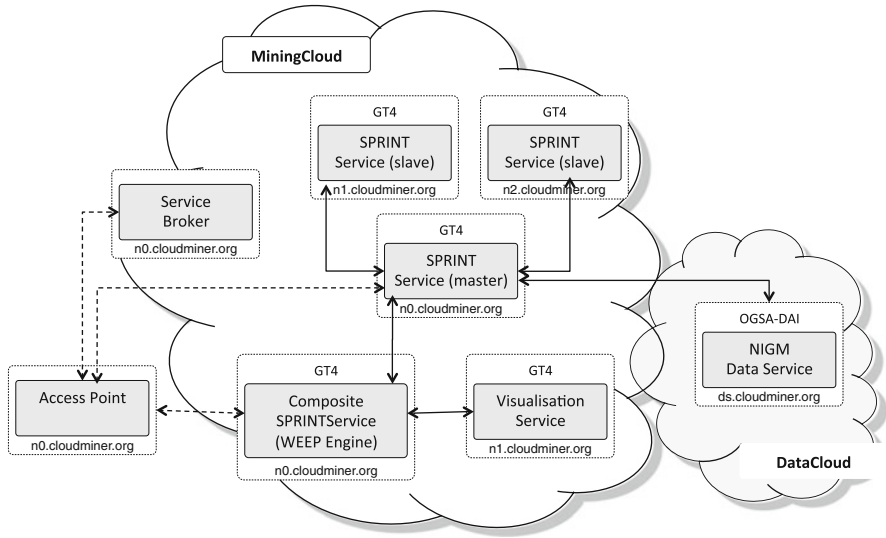 MiningCloud
GT4
SPRINT
Service (slave)
n1.cloudminer.org
GT4
SPRINT
Service (slave)
n2.cloudminer.org
Service
Broker
n0.cloudminer.org
GT4
SPRINT
Service (master)
n0.cloudminer.org
OGSA-DAI
NIGM
Data Service
ds.cloudminer.org
Access Point
n0.cloudminer.org
GT4
Composite
SPRINTService
(WEEP Engine)
n0.cloudminer.org
GT4
Visualisation
Service
n1.cloudminer.org
DataCloud